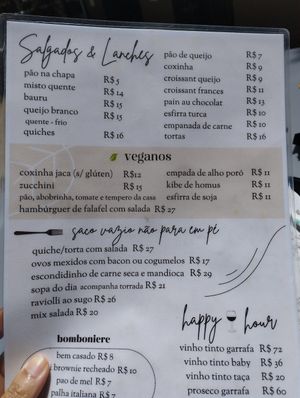 Salgados & Lanches
pão na chapa R$ 5
misto quente R$ 14
bauru R$ 15
queijo branco R$ 15
quente - frio
quiches R$ 16
pão de queijo R$ 7
coxinha R$ 9
croissant queijo R$ 9
croissant frances R$ 11
pain au chocolat R$ 13
esfirra turca R$ 10
empanada de carne R$ 10
tortas R$ 16
veganos
coxinha jaca (s/ glúten) R$12
zucchini R$ 15
pão, abobrinha, tomate e tempero da casa
hambúrguer de falafel com salada R$ 27
empada de alho poró R$ 11
kibe de homus R$ 11
esfirra de soja R$ 11
saco vazio não para em pé
quiche/torta com salada R$ 27
ovos mexidos com bacon ou cogumelos R$ 17
escondidinho de carne seca e mandioca R$ 29
sopa do dia acompanha torrada R$ 21
raviolli ao sugo R$ 26
mix salada R$ 20
bomboniere
bem casado R$ 8
brownie recheado R$ 10
pao de mel R$ 7
palha italiana R$ 7
happy hour
vinho tinto garrafa R$ 72
vinho tinto baby R$ 36
vinho tinto taça R$ 20
proseco garrafa R$ 60